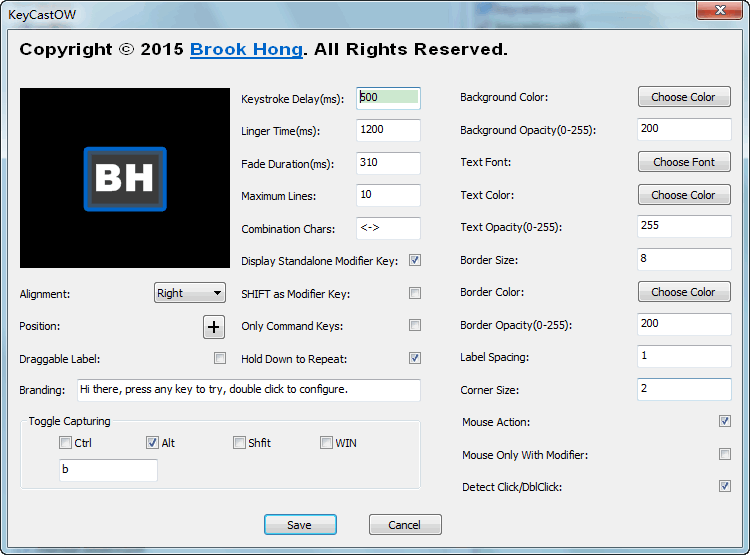 KeyCastOW
Copyright © 2015 Brook Hong. All Rights Reserved.
BH
Keystroke Delay(ms): 500
Linger Time(ms): 1200
Fade Duration(ms): 310
Maximum Lines: 10
Combination Chars: <->
Display Standalone Modifier Key:
Alignment: Right
SHIFT as Modifier Key:
Position: +
Only Command Keys:
Draggable Label:
Hold Down to Repeat:
Branding: Hi there, press any key to try, double click to configure.
Toggle Capturing
Ctrl Alt Shfit WIN
b
Background Color: Choose Color
Background Opacity(0-255): 200
Text Font: Choose Font
Text Color: Choose Color
Text Opacity(0-255): 255
Border Size: 8
Border Color: Choose Color
Border Opacity(0-255): 200
Label Spacing: 1
Corner Size: 2
Mouse Action:
Mouse Only With Modifier:
Detect Click/DblClick:
Save Cancel